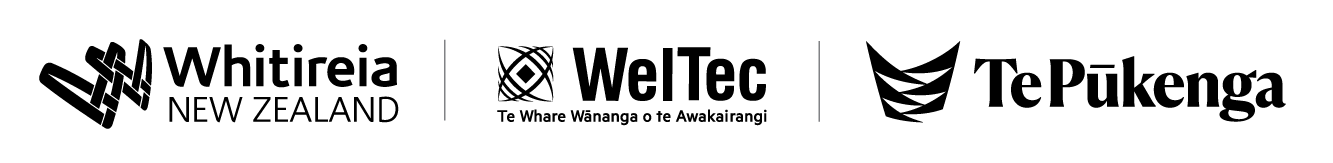 Whitireia
NEW ZEALAND
WelTec
Te Whare Wānanga o te Awakairangi
Te Pūkenga